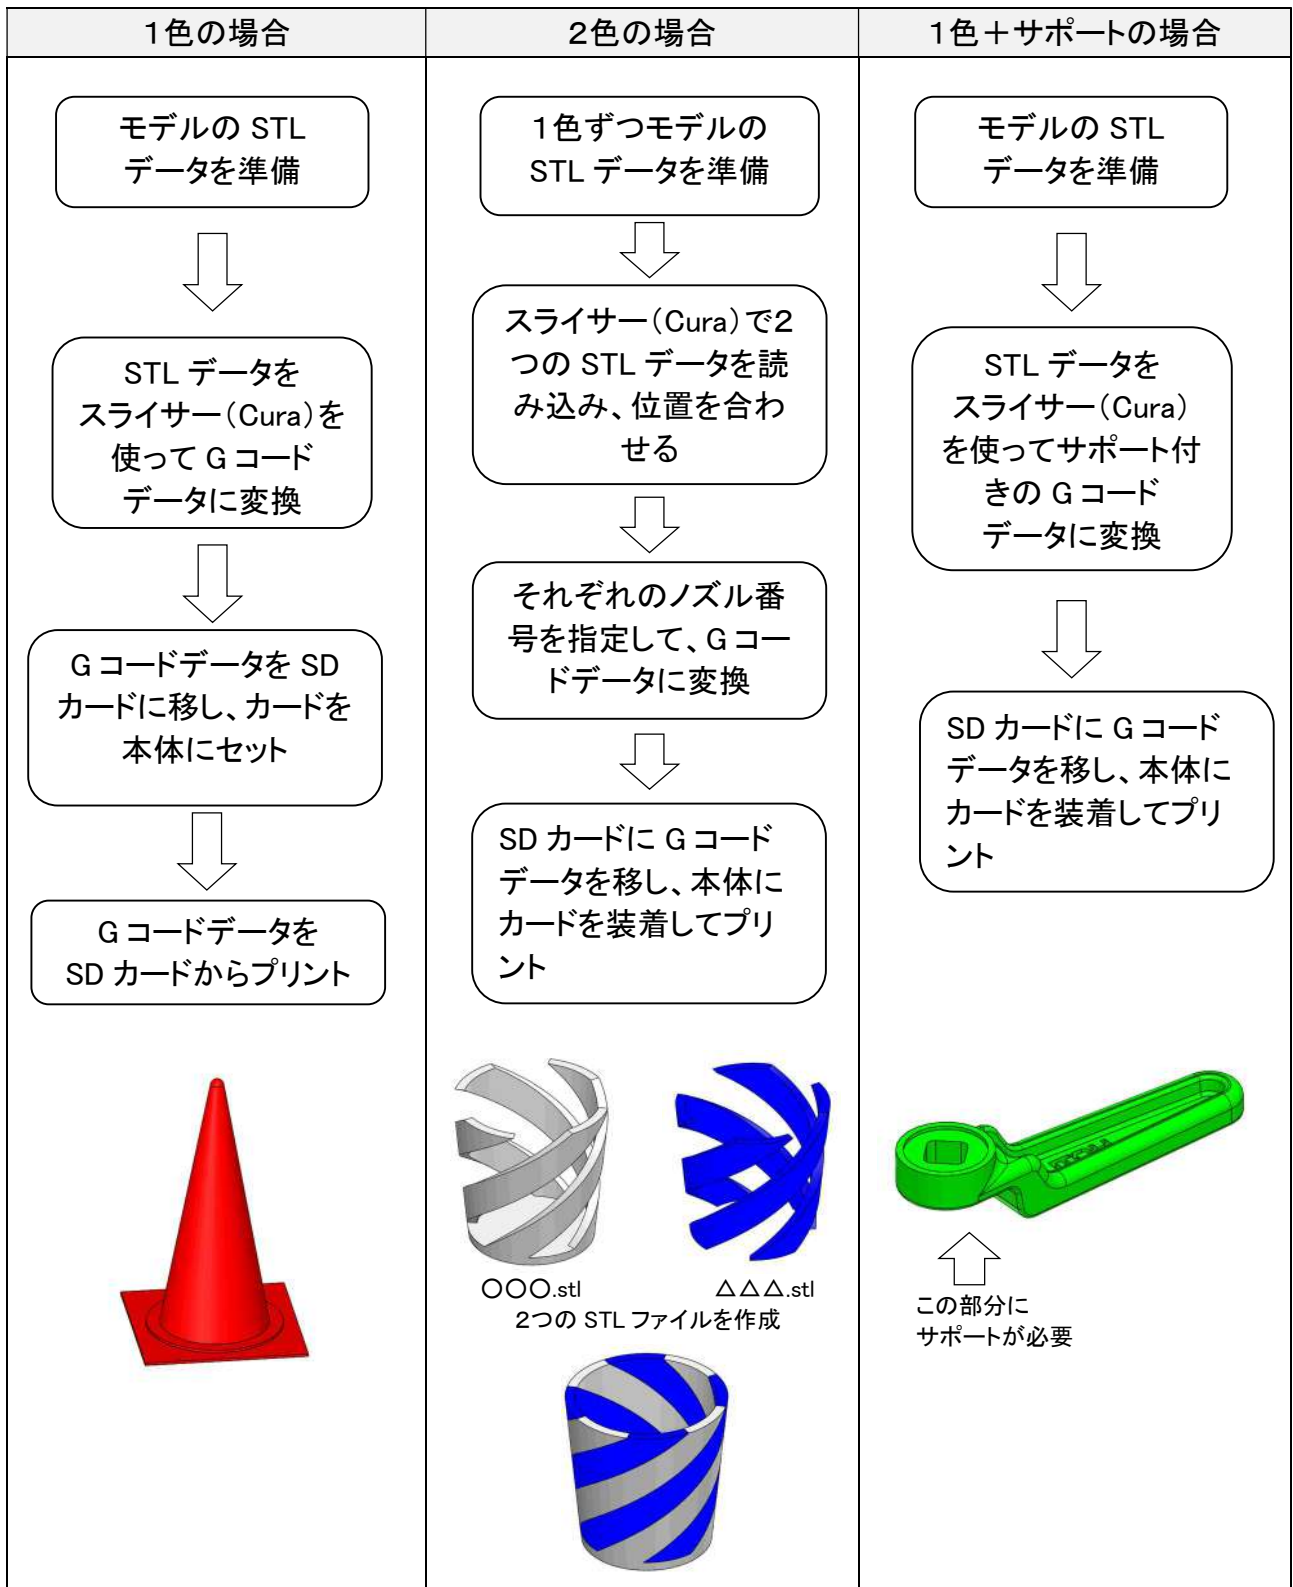 １色の場合
モデルの STL
データを準備
STL データを
スライサー（Cura）を
使って G コード
データに変換
G コードデータを SD
カードに移し、カードを
本体にセット
G コードデータを
SD カードからプリント
２色の場合
１色ずつモデルの
STL データを準備
スライサー（Cura）で２
つの STL データを読
み込み、位置を合わ
せる
それぞれのノズル番
号を指定して、G コー
ドデータに変換
SD カードに G コード
データを移し、本体に
カードを装着してプリ
ント
〇〇〇.stl
△△△.stl
２つの STL ファイルを作成
１色＋サポートの場合
モデルの STL
データを準備
STL データを
スライサー（Cura）
を使ってサポート付
きの G コード
データに変換
SD カードに G コード
データを移し、本体に
カードを装着してプリ
ント
この部分に
サポートが必要